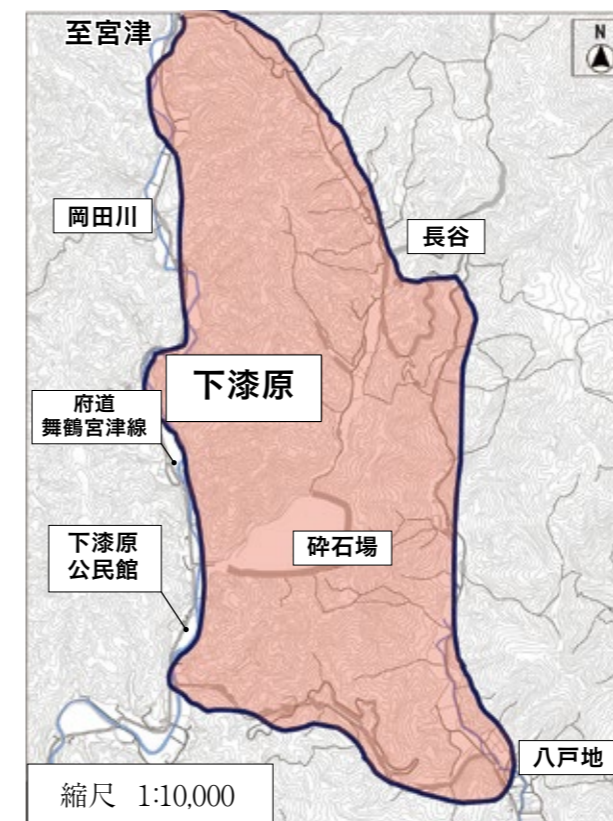 至宮津
N
岡田川
長谷
下漆原
府道
舞鶴宮津線
下漆原
公民館
砕石場
八戸地
縮尺 1:10,000